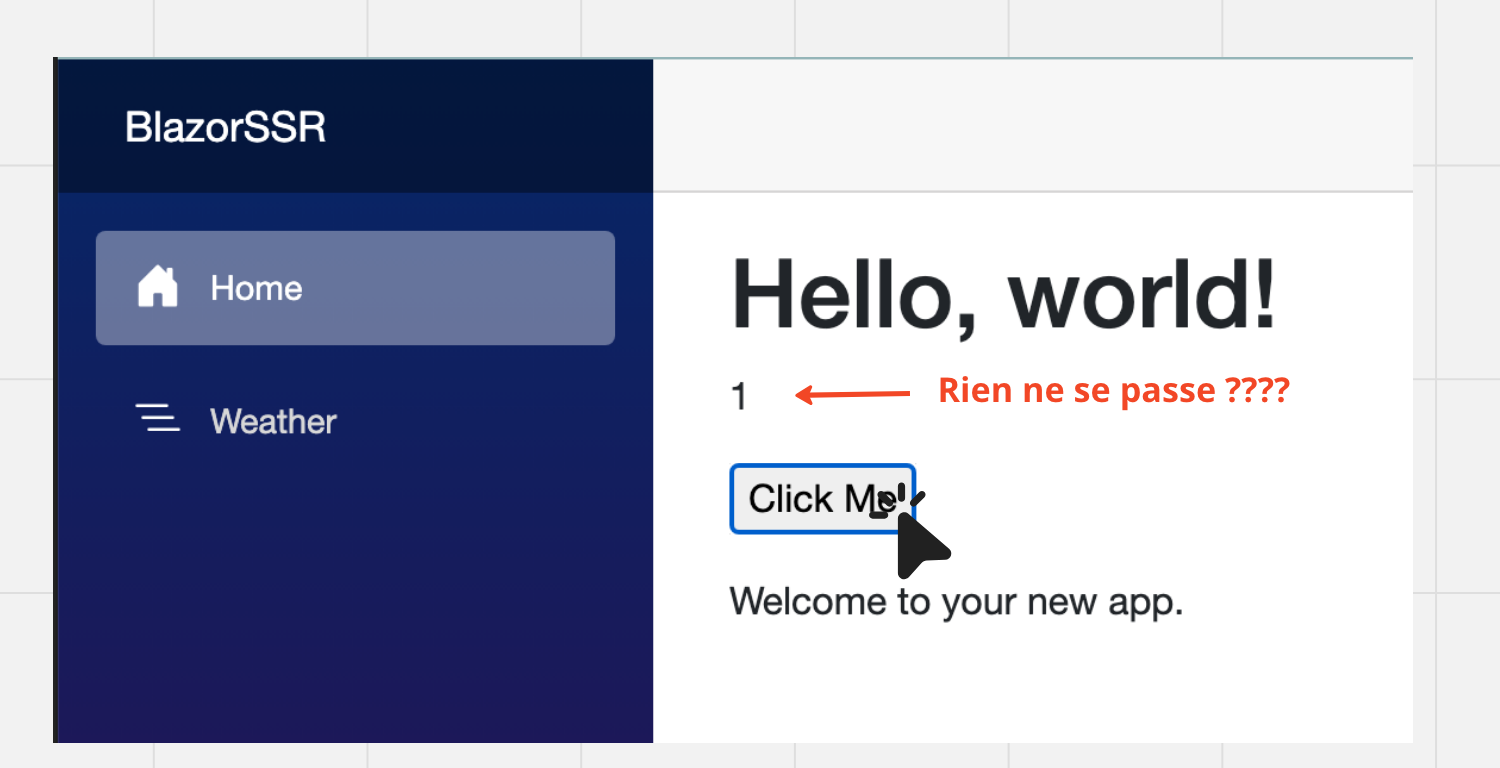 BlazorSSR
Home
Weather
Hello, world!
1
Rien ne se passe ????
Click Me
Welcome to your new app.